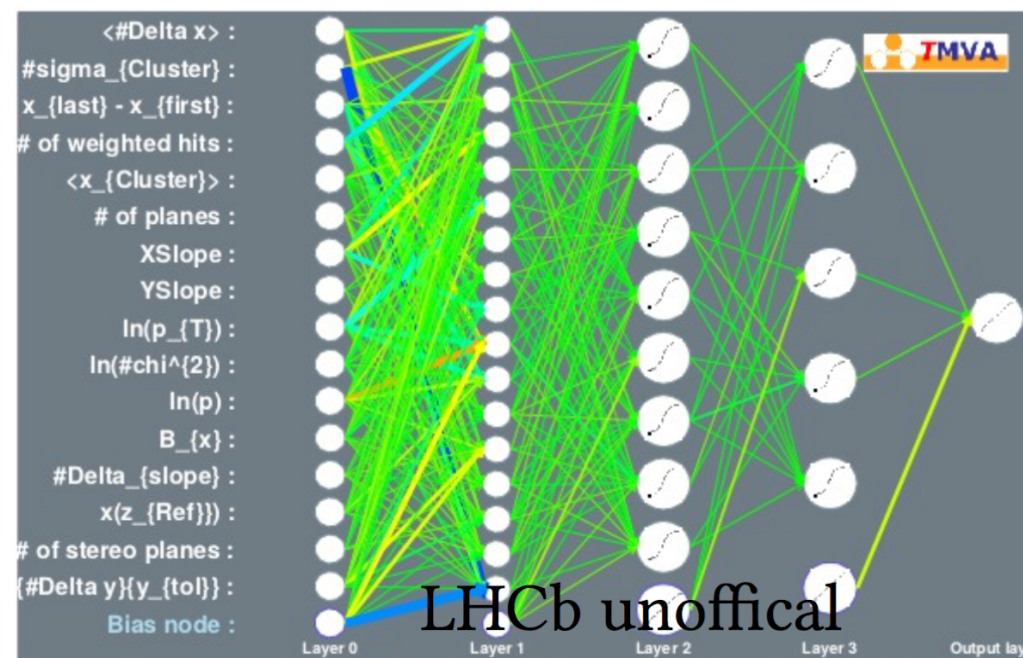 <#Delta x> :
#sigma_{Cluster} :
x_{last} - x_{first} :
# of weighted hits :
<x_{Cluster}> :
# of planes :
XSlope :
YSlope :
ln(p_{T}) :
ln(#chi^{2}) :
ln(p) :
B_{x} :
#Delta_{slope} :
x(z_{Ref}}) :
# of stereo planes :
{#Delta y}{y_{tol}} :
Bias node :
TMVA
LHCb unoffical
Layer 0
Layer 1
Layer 2
Layer 3
Output lay